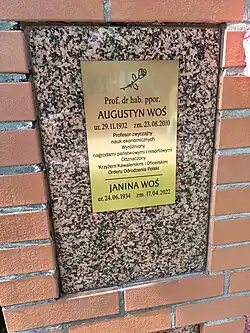 Prof. dr hab. ppor.
AUGUSTYN WOŚ
ur. 29.11.1932 zm. 23.08.2010
Profesor zwyczajny
nauk ekonomicznych
Wyróżniony
nagrodami państwowymi i resortowymi
Odznaczony
Krzyżem Kawalerskim i Oficerskim
Orderu Odrodzenia Polski
JANINA WOŚ
ur. 24.06.1934 zm. 17.04.2022